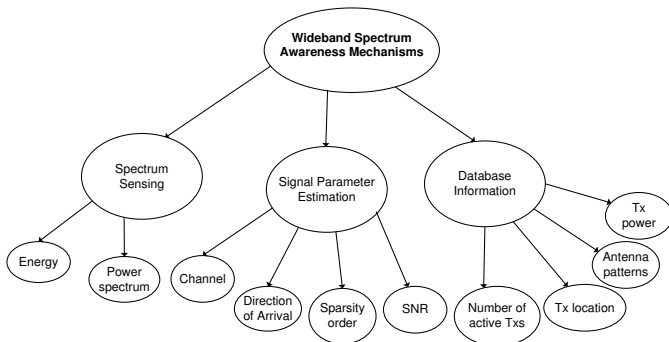 Wideband Spectrum
Awareness Mechanisms
Spectrum
Sensing
Signal Parameter
Estimation
Database
Information
Energy
Power
spectrum
Channel
Direction
of Arrival
Sparsity
order
SNR
Number of
active Txs
Tx location
Antenna
patterns
Tx
power